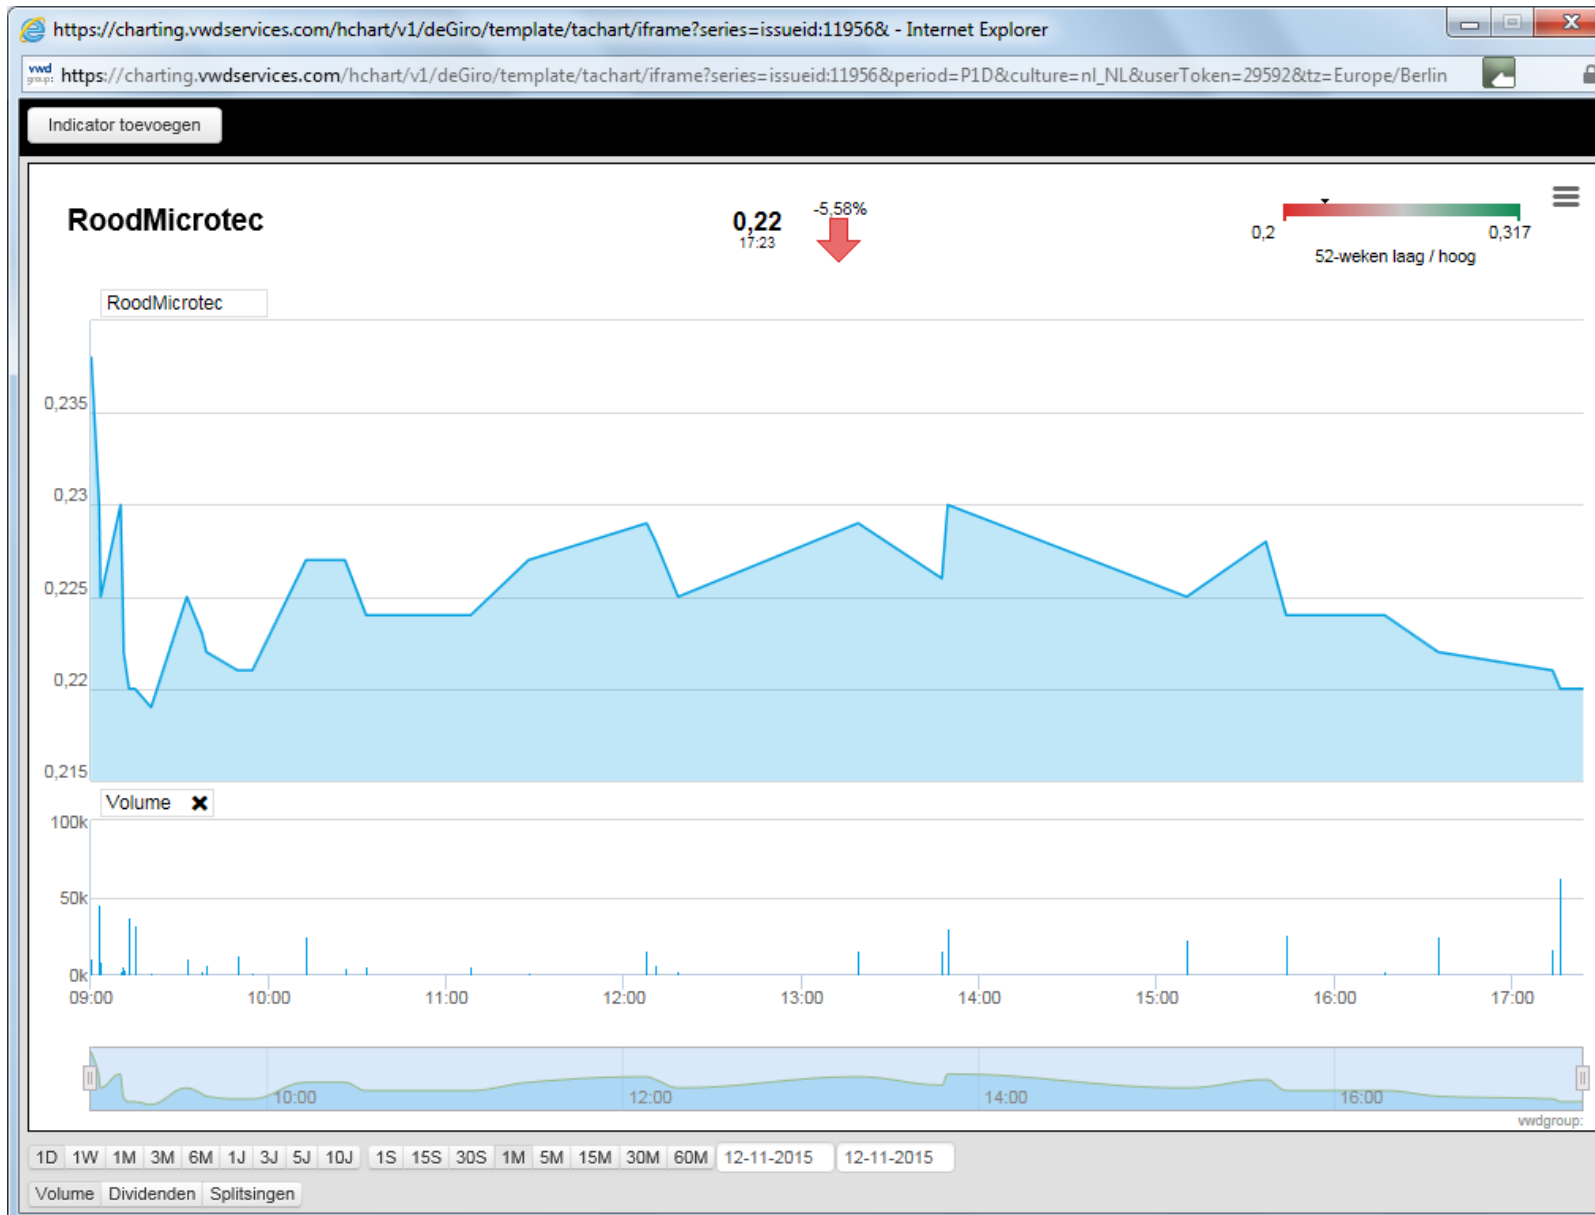 https://charting.vwdservices.com/hchart/v1/deGiro/template/tachart/iframe?series=issueid:11956& - Internet Explorer
vwd group: https://charting.vwdservices.com/hchart/v1/deGiro/template/tachart/iframe?series=issueid:11956&period=P1D&culture=nl_NL&userToken=29592&tz=Europe/Berlin
Indicator toevoegen
RoodMicrotec
0,22
17:23
-5,58%
0,2
0,317
52-weken laag / hoog
RoodMicrotec
0,235
0,23
0,225
0,22
0,215
Volume
100k
50k
0k
09:00 10:00 11:00 12:00 13:00 14:00 15:00 16:00 17:00
10:00 12:00 14:00 16:00
vwdgroup:
1D 1W 1M 3M 6M 1J 3J 5J 10J 1S 15S 30S 1M 5M 15M 30M 60M 12-11-2015 12-11-2015
Volume Dividenden Splitsingen